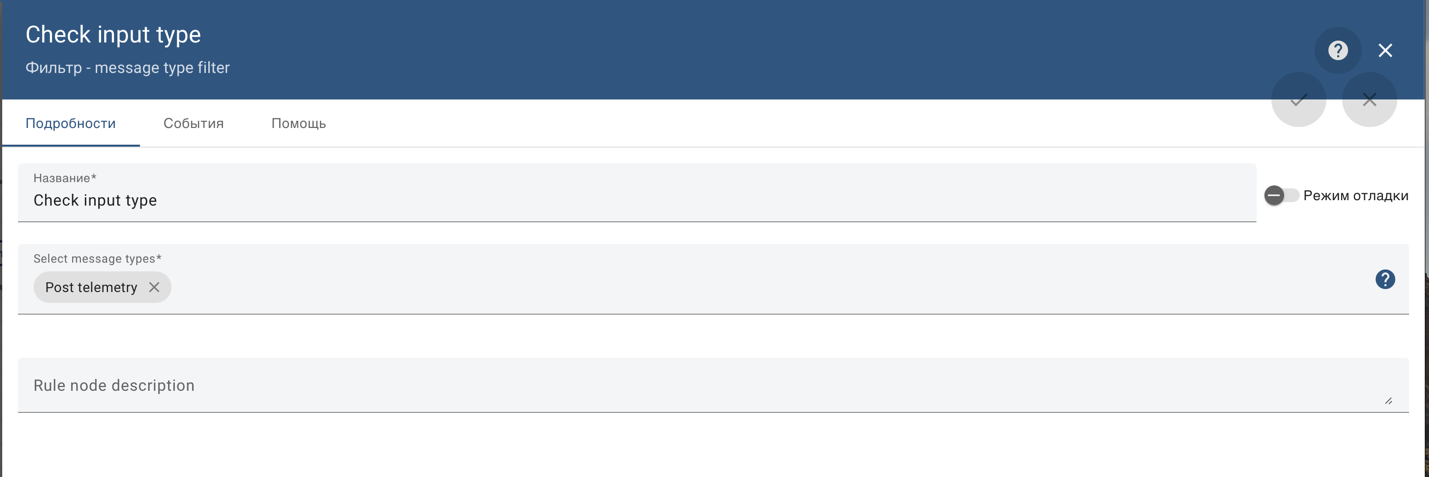 Check input type
Фильтр - message type filter
Подробности
События
Помощь
Название*
Check input type
Режим отладки
Select message types*
Post telemetry
Rule node description